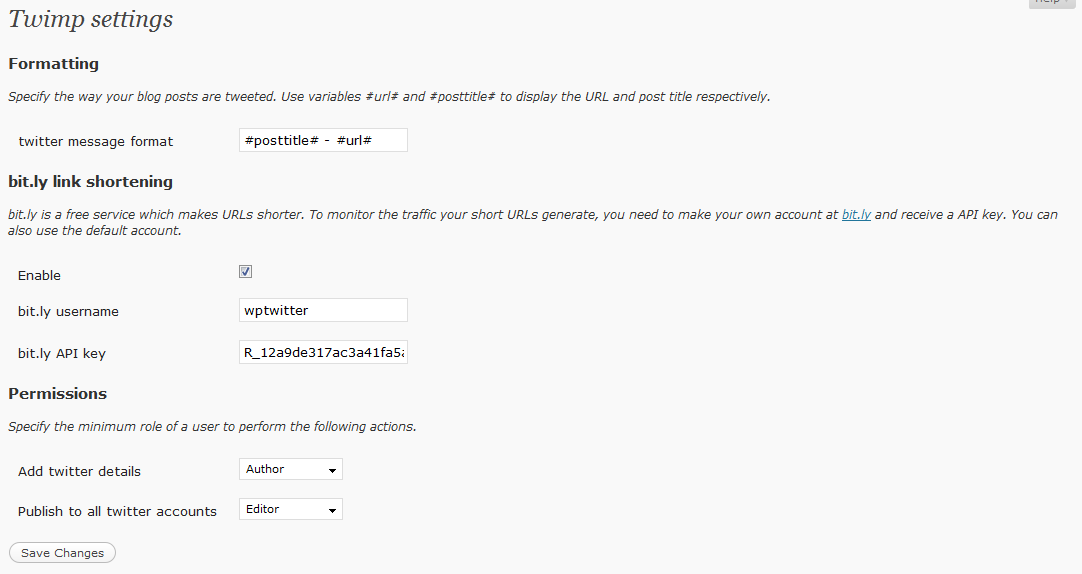 Twimp settings
Formatting
Specify the way your blog posts are tweeted. Use variables #url# and #posttitle# to display the URL and post title respectively.
twitter message format #posttitle# - #url#
bit.ly link shortening
bit.ly is a free service which makes URLs shorter. To monitor the traffic your short URLs generate, you need to make your own account at bit.ly and receive a API key. You can
also use the default account.
Enable
bit.ly username wptwitter
bit.ly API key R_12a9de317ac3a41fa5
Permissions
Specify the minimum role of a user to perform the following actions.
Add twitter details Author
Publish to all twitter accounts Editor
Save Changes